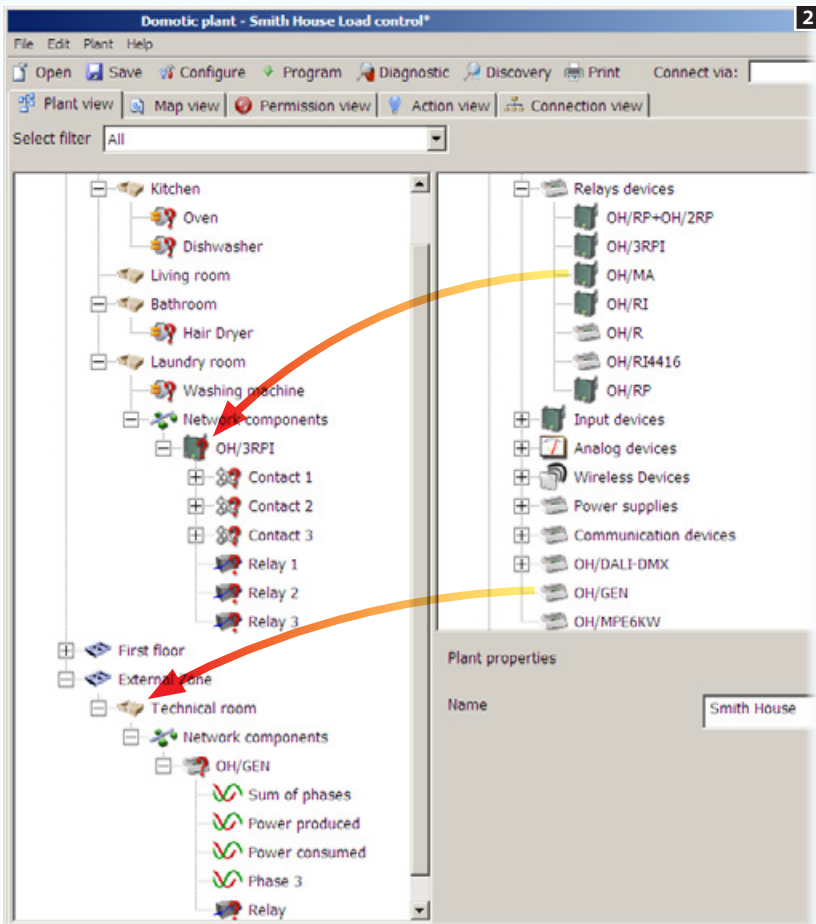 Domotic plant - Smith House Load control*
2
File Edit Plant Help
Open Save Configure Program Diagnostic Discovery Print Connect via:
Plant view Map view Permission view Action view Connection view
Select filter All
Kitchen
Oven
Dishwasher
Living room
Bathroom
Hair Dryer
Laundry room
Washing machine
Network components
OH/3RPI
Contact 1
Contact 2
Contact 3
Relay 1
Relay 2
Relay 3
First floor
External Zone
Technical room
Network components
OH/GEN
Sum of phases
Power produced
Power consumed
Phase 3
Relay
Relays devices
OH/RP+OH/2RP
OH/3RPI
OH/MA
OH/RI
OH/R
OH/RI4416
OH/RP
Input devices
Analog devices
Wireless Devices
Power supplies
Communication devices
OH/DALI-DMX
OH/GEN
OH/MPE6KW
Plant properties
Name Smith House